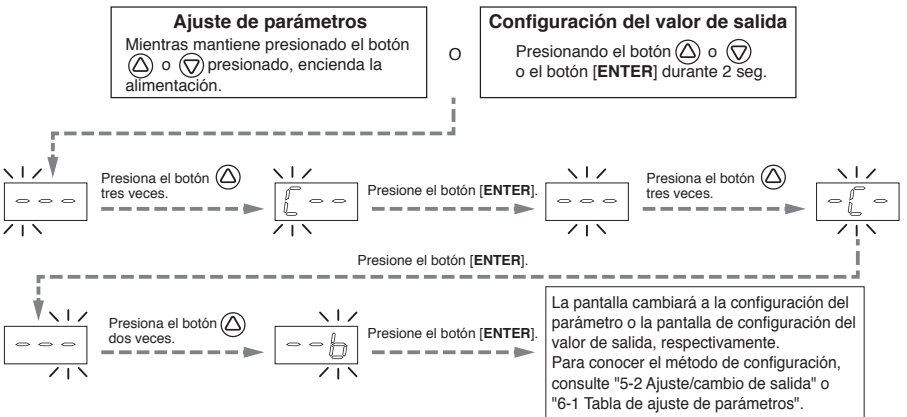 Ajuste de parámetros
Mientras mantiene presionado el botón
△ o ▽ presionado, encienda la
alimentación.
O
Configuración del valor de salida
Presionando el botón △ o ▽
o el botón [ENTER] durante 2 seg.
- - -
Presiona el botón △
tres veces.
C - -
Presione el botón [ENTER].
- - -
Presiona el botón △
tres veces.
- C -
Presione el botón [ENTER].
- - -
Presiona el botón △
dos veces.
- - b
Presione el botón [ENTER].
La pantalla cambiará a la configuración del
parámetro o la pantalla de configuración del
valor de salida, respectivamente.
Para conocer el método de configuración,
consulte "5-2 Ajuste/cambio de salida" o
"6-1 Tabla de ajuste de parámetros".